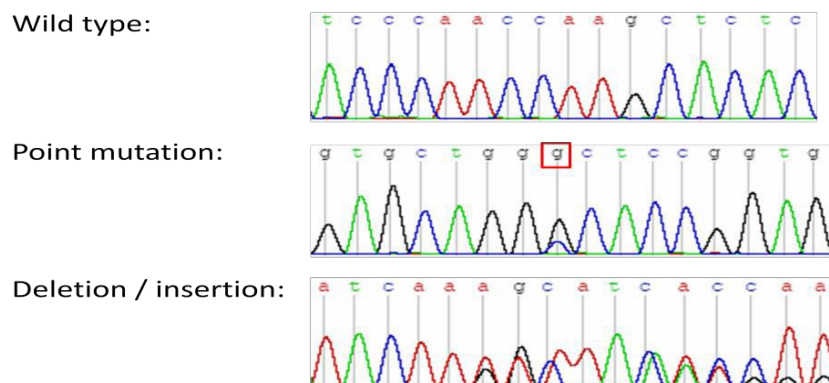 Wild type:
t c c c a a c c a a g c t c t c
Point mutation:
g t g c t g g g c t c c g g t g
Deletion / insertion:
a t c a a a g c a t c a c c a a